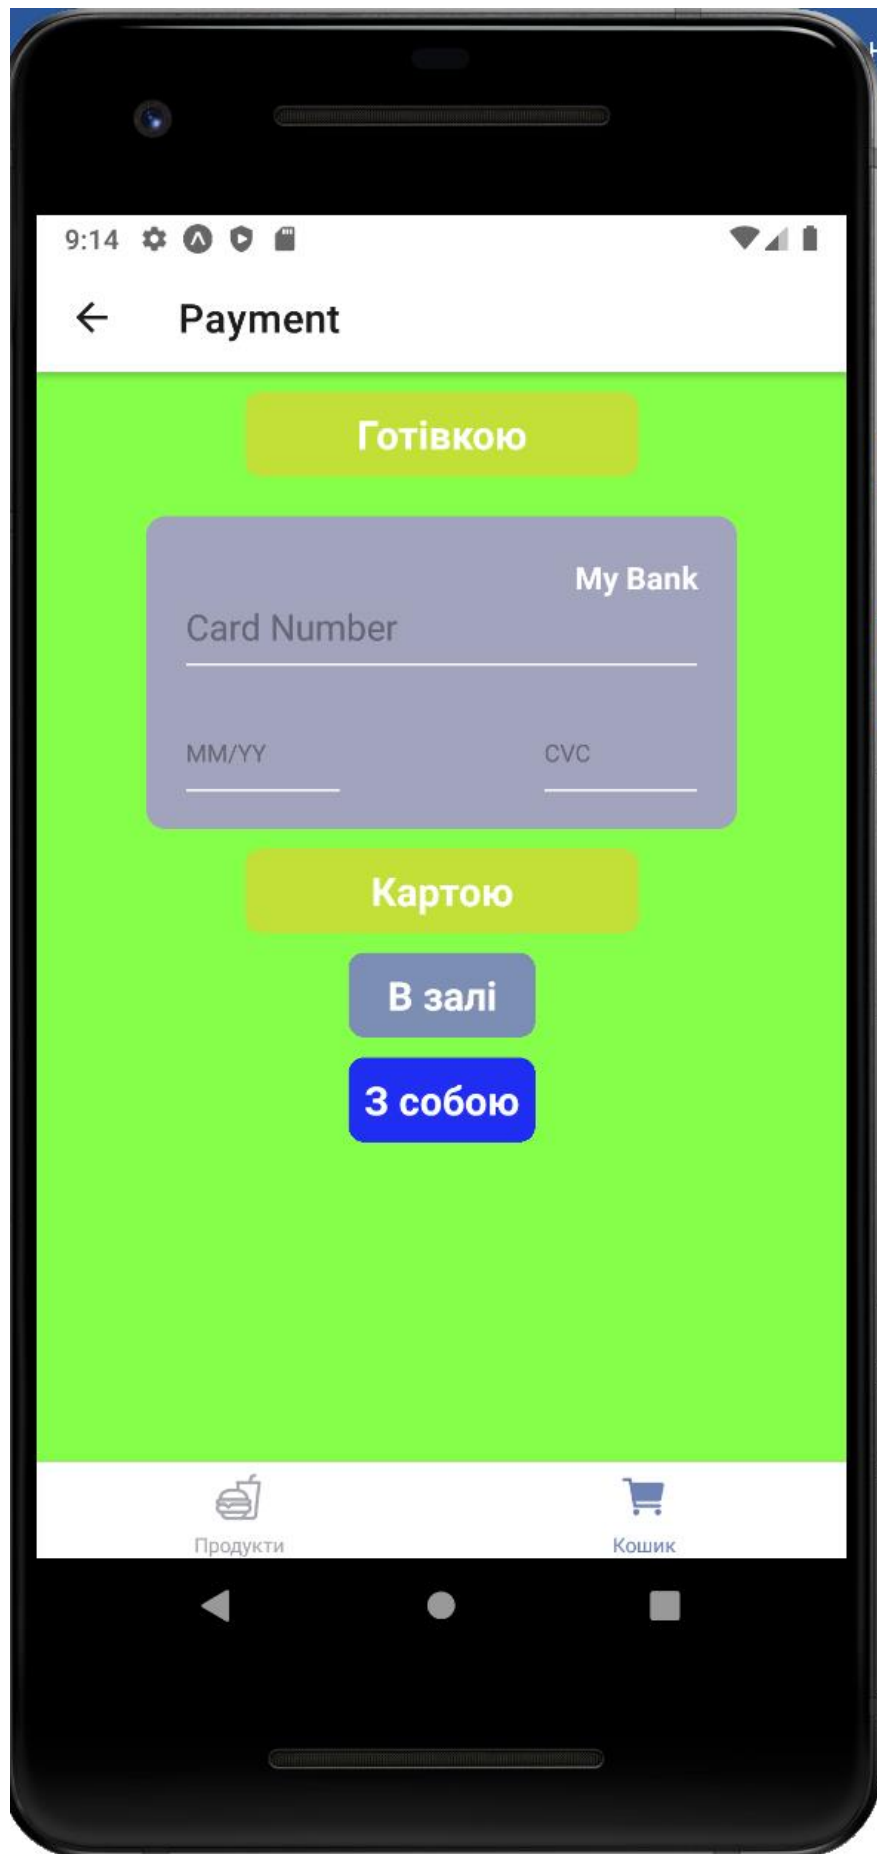 9:14
Payment
Готівкою
My Bank
Card Number
MM/YY CVC
Картою
В залі
З собою
Продукти Кошик